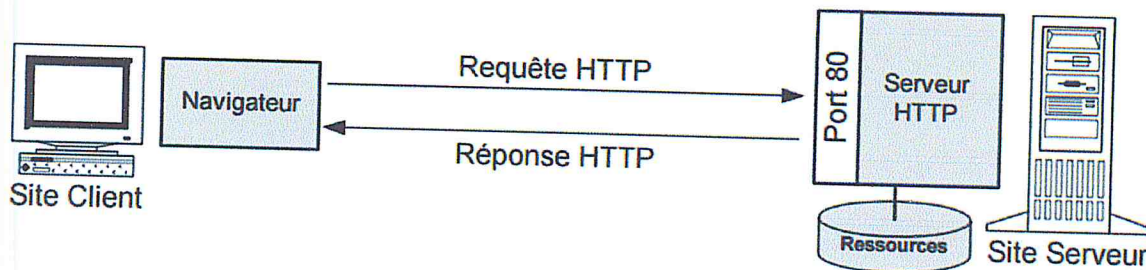 Requête HTTP
Navigateur
Port 80
Serveur
HTTP
Réponse HTTP
Site Client
Ressources
Site Serveur